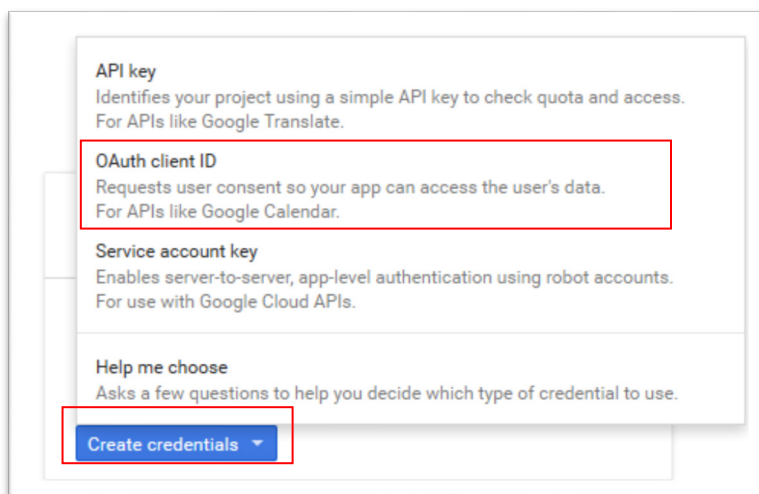 API key
Identifies your project using a simple API key to check quota and access.
For APIs like Google Translate.
OAuth client ID
Requests user consent so your app can access the user's data.
For APIs like Google Calendar.
Service account key
Enables server-to-server, app-level authentication using robot accounts.
For use with Google Cloud APIs.
Help me choose
Asks a few questions to help you decide which type of credential to use.
Create credentials